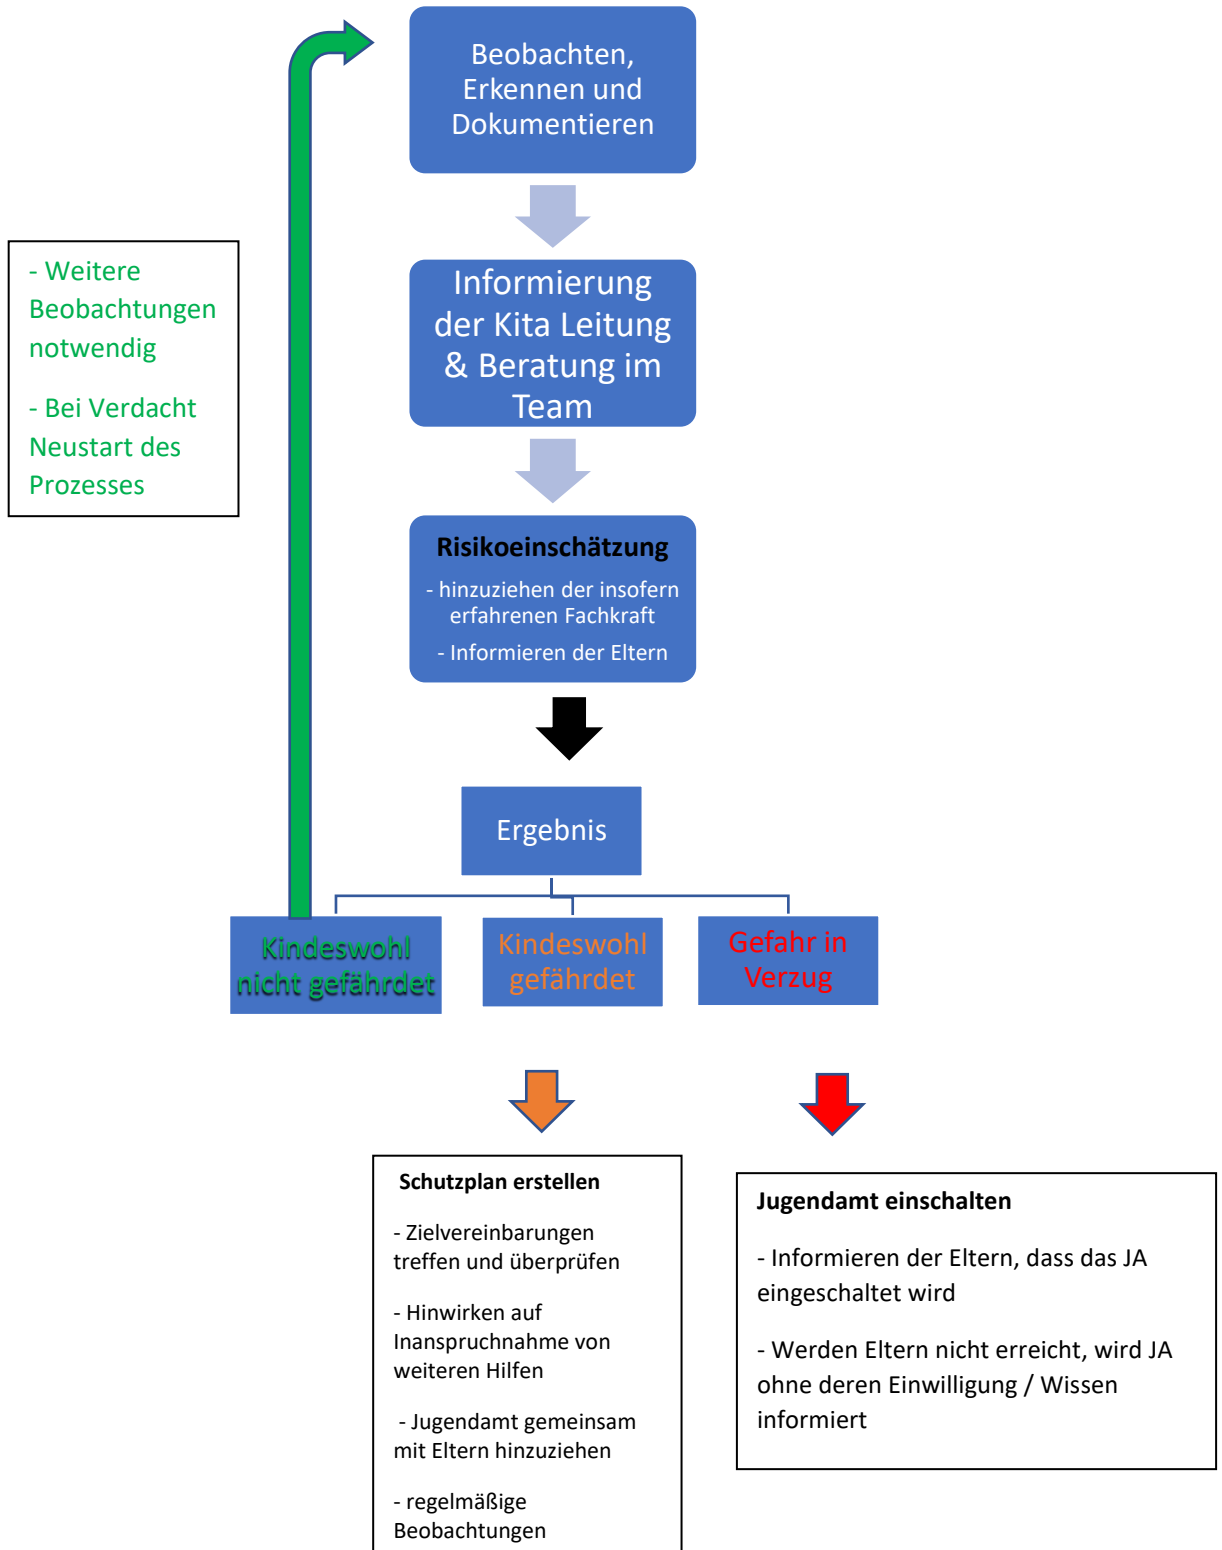 Beobachten,
Erkennen und
Dokumentieren
- Weitere
Beobachtungen
notwendig
- Bei Verdacht
Neustart des
Prozesses
Informierung
der Kita Leitung
& Beratung im
Team
Risikoeinschätzung
- hinzuziehen der insofern
erfahrenen Fachkraft
- Informieren der Eltern
Ergebnis
Kindeswohl
nicht gefährdet
Kindeswohl
gefährdet
Gefahr in
Verzug
Schutzplan erstellen
- Zielvereinbarungen
treffen und überprüfen
- Hinwirken auf
Inanspruchnahme von
weiteren Hilfen
- Jugendamt gemeinsam
mit Eltern hinzuziehen
- regelmäßige
Beobachtungen
Jugendamt einschalten
- Informieren der Eltern, dass das JA
eingeschaltet wird
- Werden Eltern nicht erreicht, wird JA
ohne deren Einwilligung / Wissen
informiert